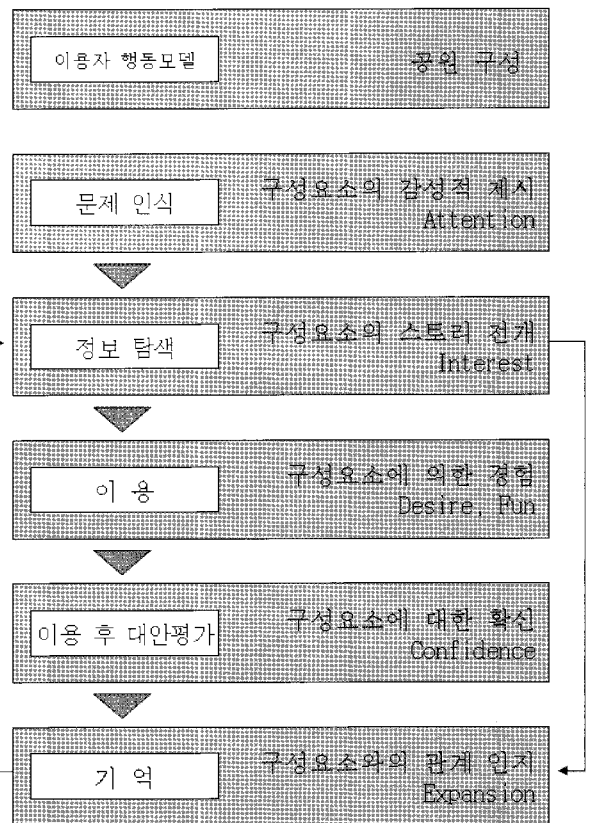 이용자 행동모델
공원 구성
문제 인식
구성요소의 감성적 제시
Attention
정보 탐색
구성요소의 스토리 전개
Interest
이 용
구성요소에 의한 경험
Desire, Fun
이용 후 대안평가
구성요소에 대한 확신
Confidence
기 억
구성요소와의 관계 인지
Expansion